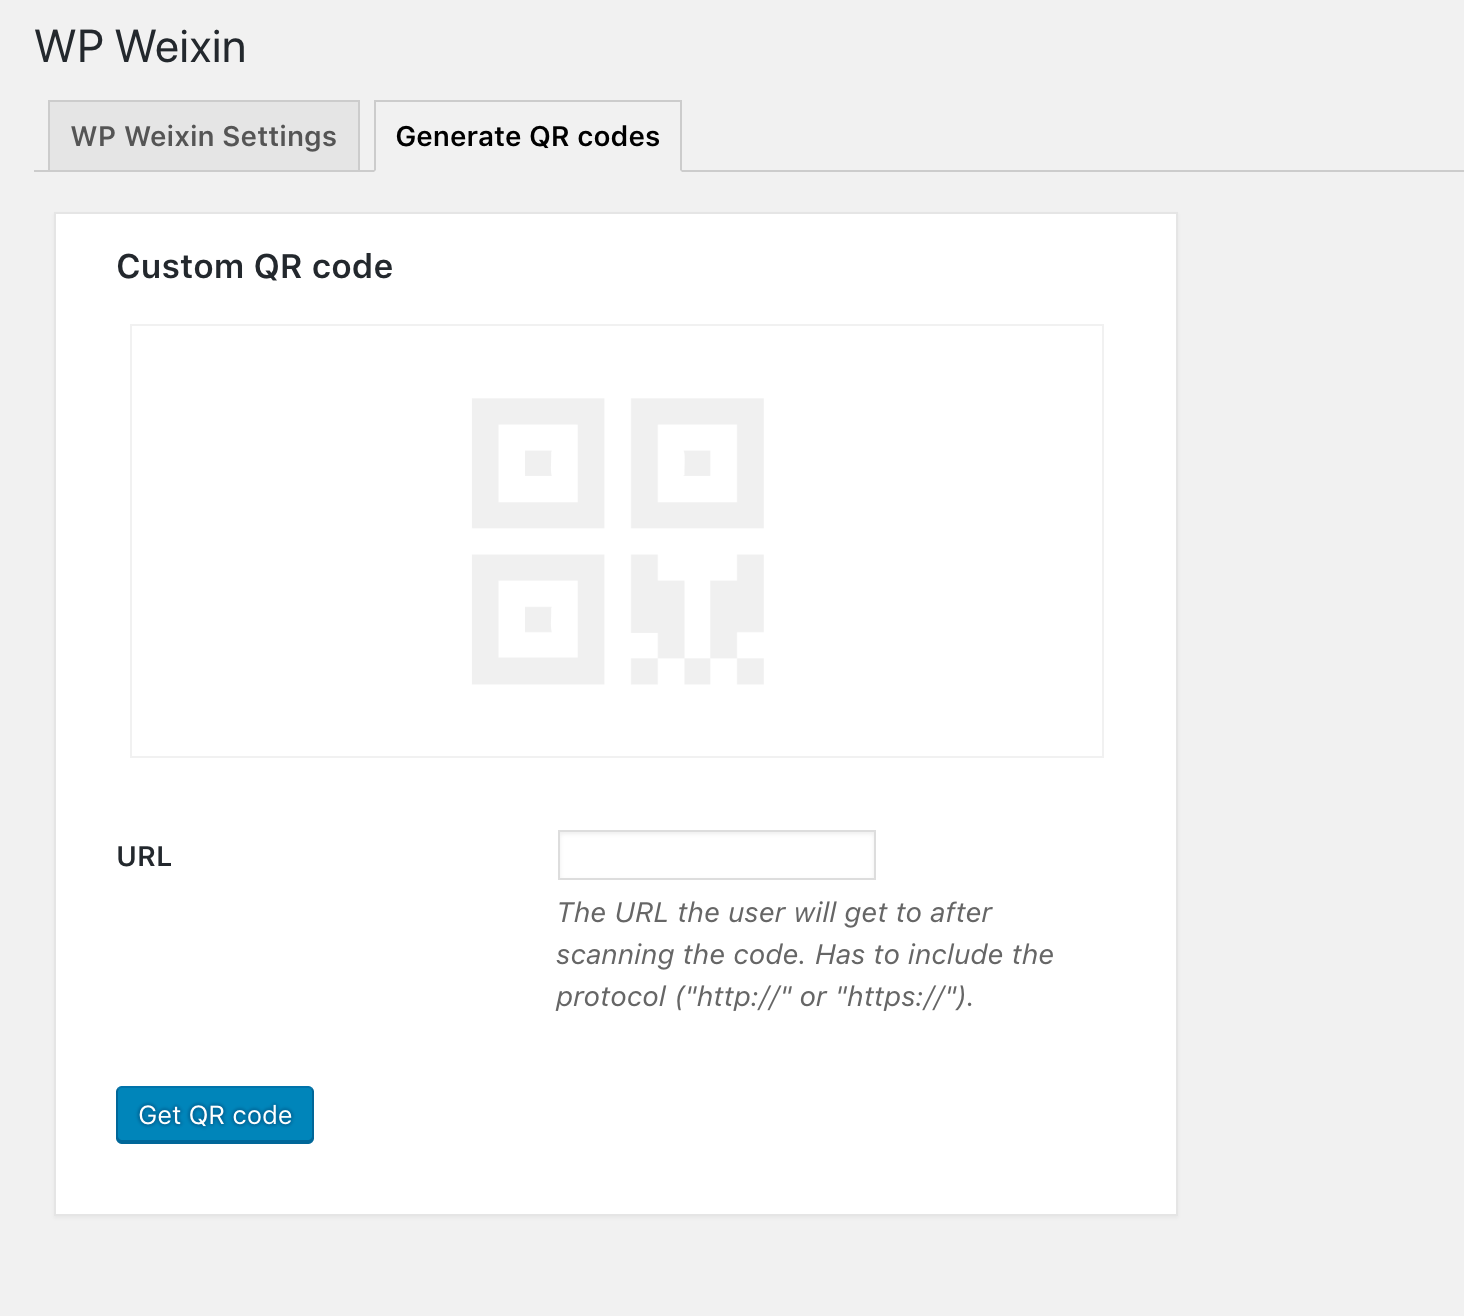 WP Weixin
WP Weixin Settings
Generate QR codes
Custom QR code
URL
The URL the user will get to after
scanning the code. Has to include the
protocol ("http://" or "https://").
Get QR code